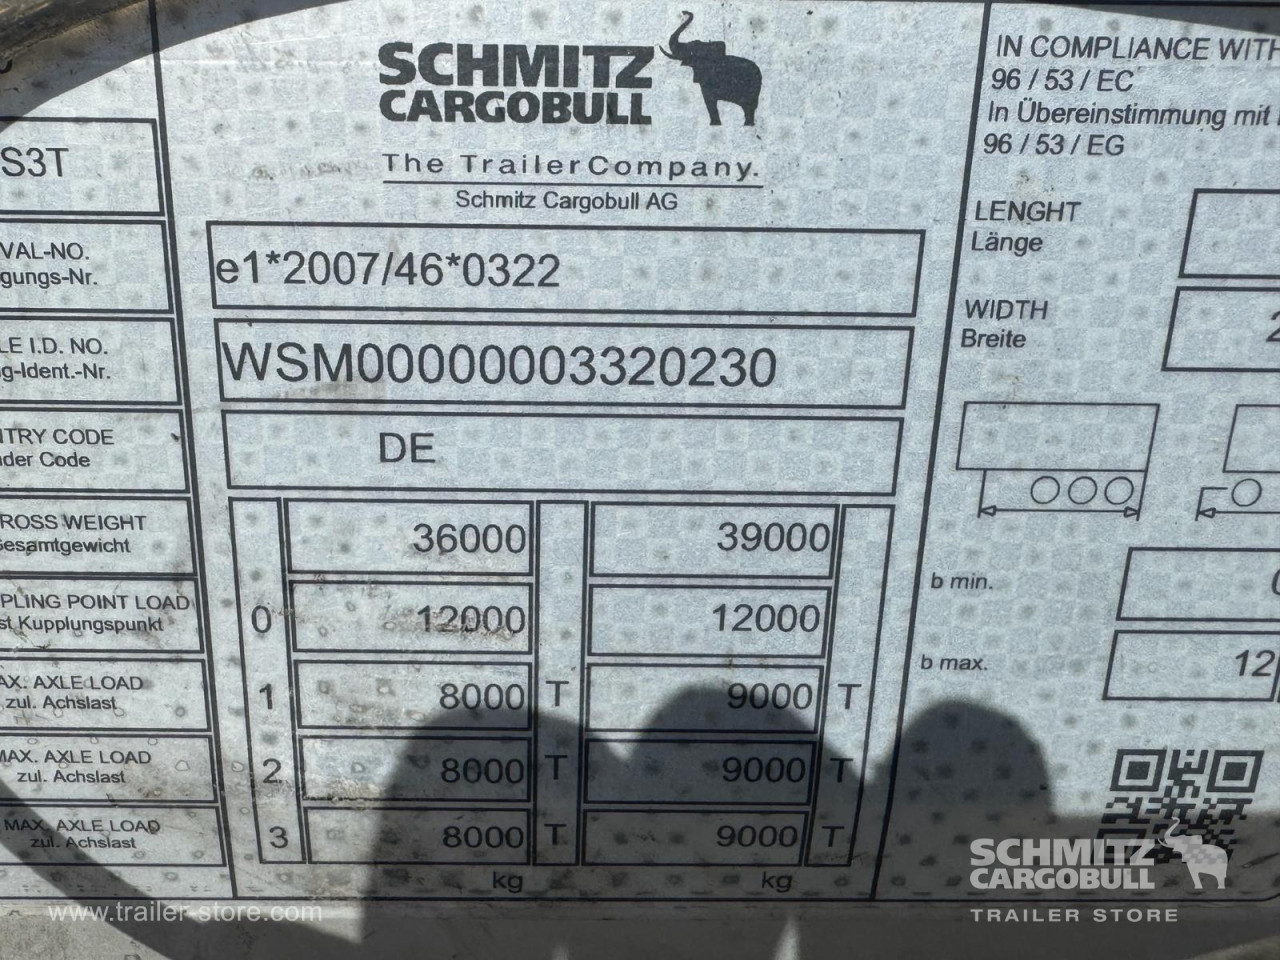 SCHMITZ
CARGOBULL
The TrailerCompany.
Schmitz Cargobull AG
S3T
VAL-NO.
gungs-Nr.
e1*2007/46*0322
LE I.D. NO.
g-Ident.-Nr.
WSM00000003320230
TRY CODE
der Code
DE
ROSS WEIGHT
Gesamtgewicht
36000
39000
PLING POINT LOAD
st Kupplungspunkt
0
12000
12000
AX. AXLE LOAD
zul. Achslast
1
8000 T
9000 T
MAX. AXLE LOAD
zul. Achslast
2
8000 T
9000 T
MAX. AXLE LOAD
zul. Achslast
3
8000 T
9000 T
kg
kg
IN COMPLIANCE WITH
96 / 53 / EC
In Übereinstimmung mit
96 / 53 / EG
LENGHT
Länge
WIDTH
Breite
2
b min.
b max.
12
SCHMITZ
CARGOBULL
TRAILER STORE
www.trailer-store.com